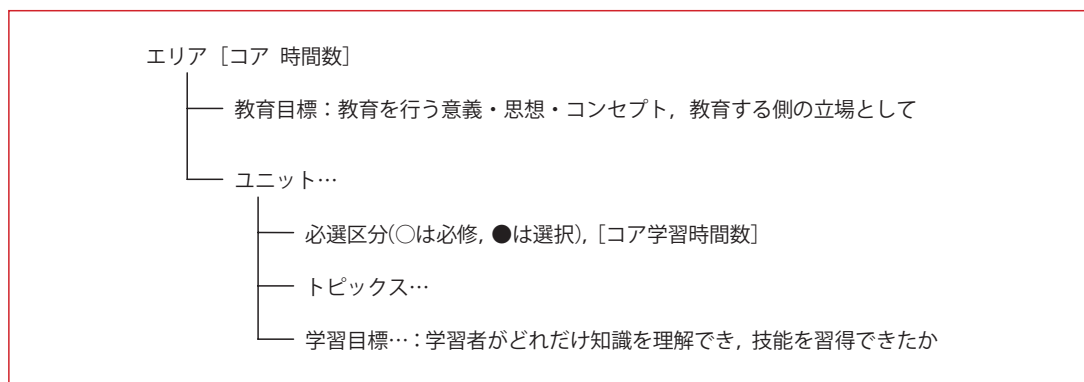 エリア［コア 時間数］
教育目標：教育を行う意義・思想・コンセプト，教育する側の立場として
ユニット…
必選区分(○は必修，●は選択)，［コア学習時間数］
トピックス…
学習目標…：学習者がどれだけ知識を理解でき，技能を習得できたか